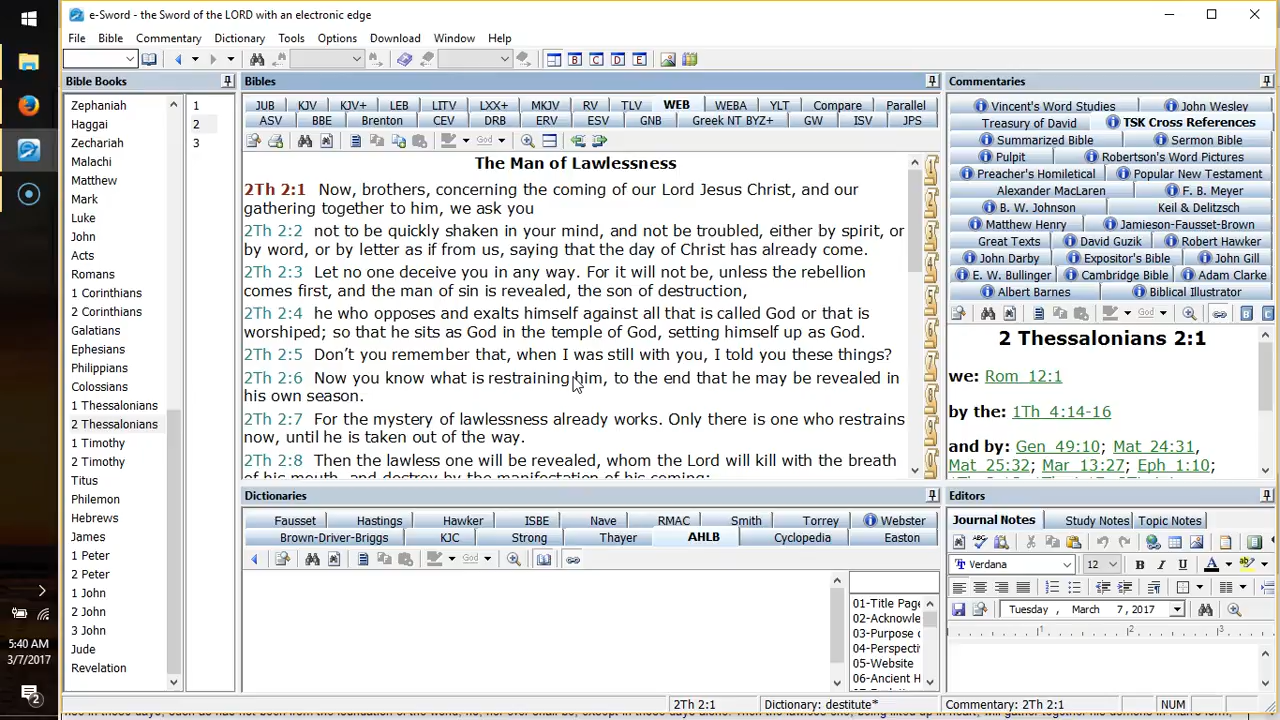 e-Sword - the Sword of the LORD with an electronic edge
File Bible Commentary Dictionary Tools Options Download Window Help
B C D E
Bible Books
Zephaniah
Haggai
Zechariah
Malachi
Matthew
Mark
Luke
John
Acts
Romans
1 Corinthians
2 Corinthians
Galatians
Ephesians
Philippians
Colossians
1 Thessalonians
2 Thessalonians
1 Timothy
2 Timothy
Titus
Philemon
Hebrews
James
1 Peter
2 Peter
1 John
2 John
3 John
Jude
Revelation
1
2
3
Bibles
JUB KJV KJV+ LEB LITV LXX+ MKJV RV TLV WEB WEBA YLT Compare Parallel
ASV BBE Brenton CEV DRB ERV ESV GNB Greek NT BYZ+ GW ISV JPS
God
The Man of Lawlessness
2Th 2:1 Now, brothers, concerning the coming of our Lord Jesus Christ, and our
gathering together to him, we ask you
2Th 2:2 not to be quickly shaken in your mind, and not be troubled, either by spirit, or
by word, or by letter as if from us, saying that the day of Christ has already come.
2Th 2:3 Let no one deceive you in any way. For it will not be, unless the rebellion
comes first, and the man of sin is revealed, the son of destruction,
2Th 2:4 he who opposes and exalts himself against all that is called God or that is
worshiped; so that he sits as God in the temple of God, setting himself up as God.
2Th 2:5 Don't you remember that, when I was still with you, I told you these things?
2Th 2:6 Now you know what is restraining him, to the end that he may be revealed in
his own season.
2Th 2:7 For the mystery of lawlessness already works. Only there is one who restrains
now, until he is taken out of the way.
2Th 2:8 Then the lawless one will be revealed, whom the Lord will kill with the breath
of his mouth, and destroy by the manifestation of his coming;
Commentaries
Vincent's Word Studies John Wesley
Treasury of David TSK Cross References
Summarized Bible Sermon Bible
Pulpit Robertson's Word Pictures
Preacher's Homiletical Popular New Testament
Alexander MacLaren F. B. Meyer
B. W. Johnson Keil & Delitzsch
Matthew Henry Jamieson-Fausset-Brown
Great Texts David Guzik Robert Hawker
John Darby Expositor's Bible John Gill
E. W. Bullinger Cambridge Bible Adam Clarke
Albert Barnes Biblical Illustrator
God B
2 Thessalonians 2:1
we: Rom 12:1
by the: 1Th 4:14-16
and by: Gen 49:10; Mat 24:31,
Mat 25:32; Mar 13:27; Eph 1:10;
Dictionaries
Fausset Hastings Hawker ISBE Nave RMAC Smith Torrey Webster
Brown-Driver-Briggs KJC Strong Thayer AHLB Cyclopedia Easton
God
01-Title Page
02-Acknowle
03-Purpose o
04-Perspecti
05-Website
06-Ancient H
Editors
Journal Notes Study Notes Topic Notes
Verdana 12 B I U A
Tuesday , March 7, 2017
1 2 3
5:40 AM
3/7/2017
2
2Th 2:1 Dictionary: destitute* Commentary: 2Th 2:1 NUM